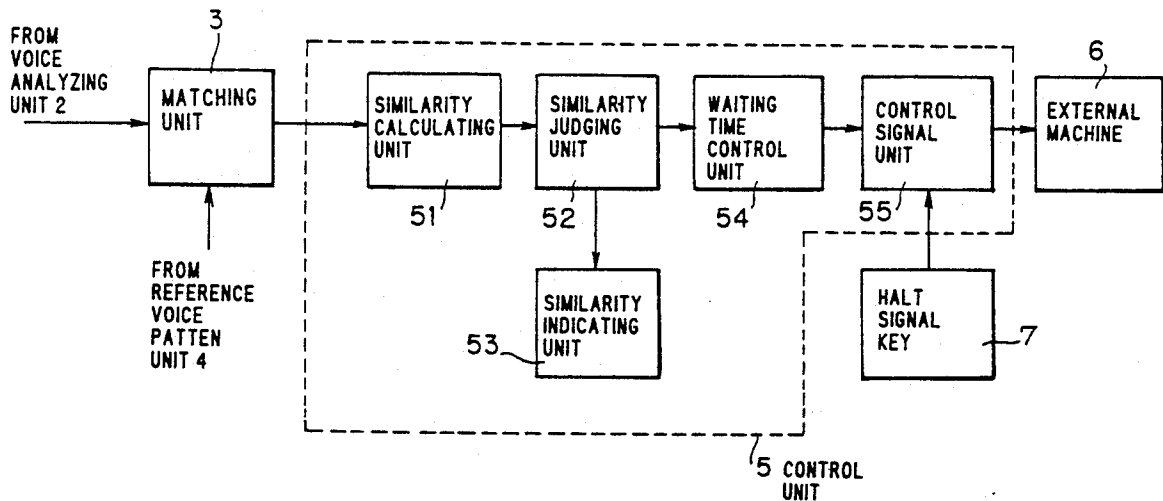 FROM
VOICE
ANALYZING
UNIT 2
3
MATCHING
UNIT
FROM
REFERENCE
VOICE
PATTEN
UNIT 4
SIMILARITY
CALCULATING
UNIT
51
SIMILARITY
JUDGING
UNIT
52
SIMILARITY
INDICATING
UNIT
53
WAITING
TIME
CONTROL
UNIT
54
CONTROL
SIGNAL
UNIT
55
6
EXTERNAL
MACHINE
HALT
SIGNAL
KEY
7
5 CONTROL
UNIT